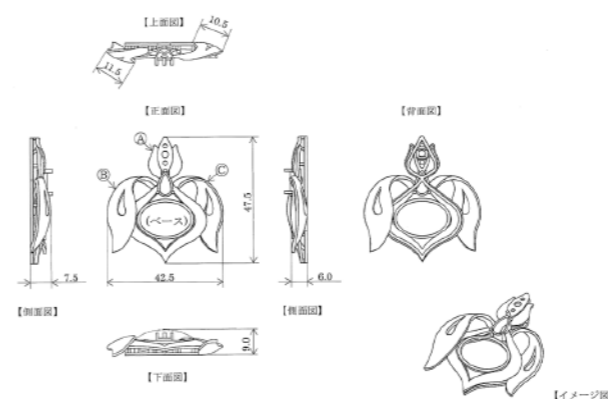 【上面図】
10.5
11.5
【正面図】
【背面図】
Ⓐ
Ⓑ
Ⓒ
(ベース)
47.5
7.5
42.5
6.0
【側面図】
【側面図】
9.0
【下面図】
【イメージ図